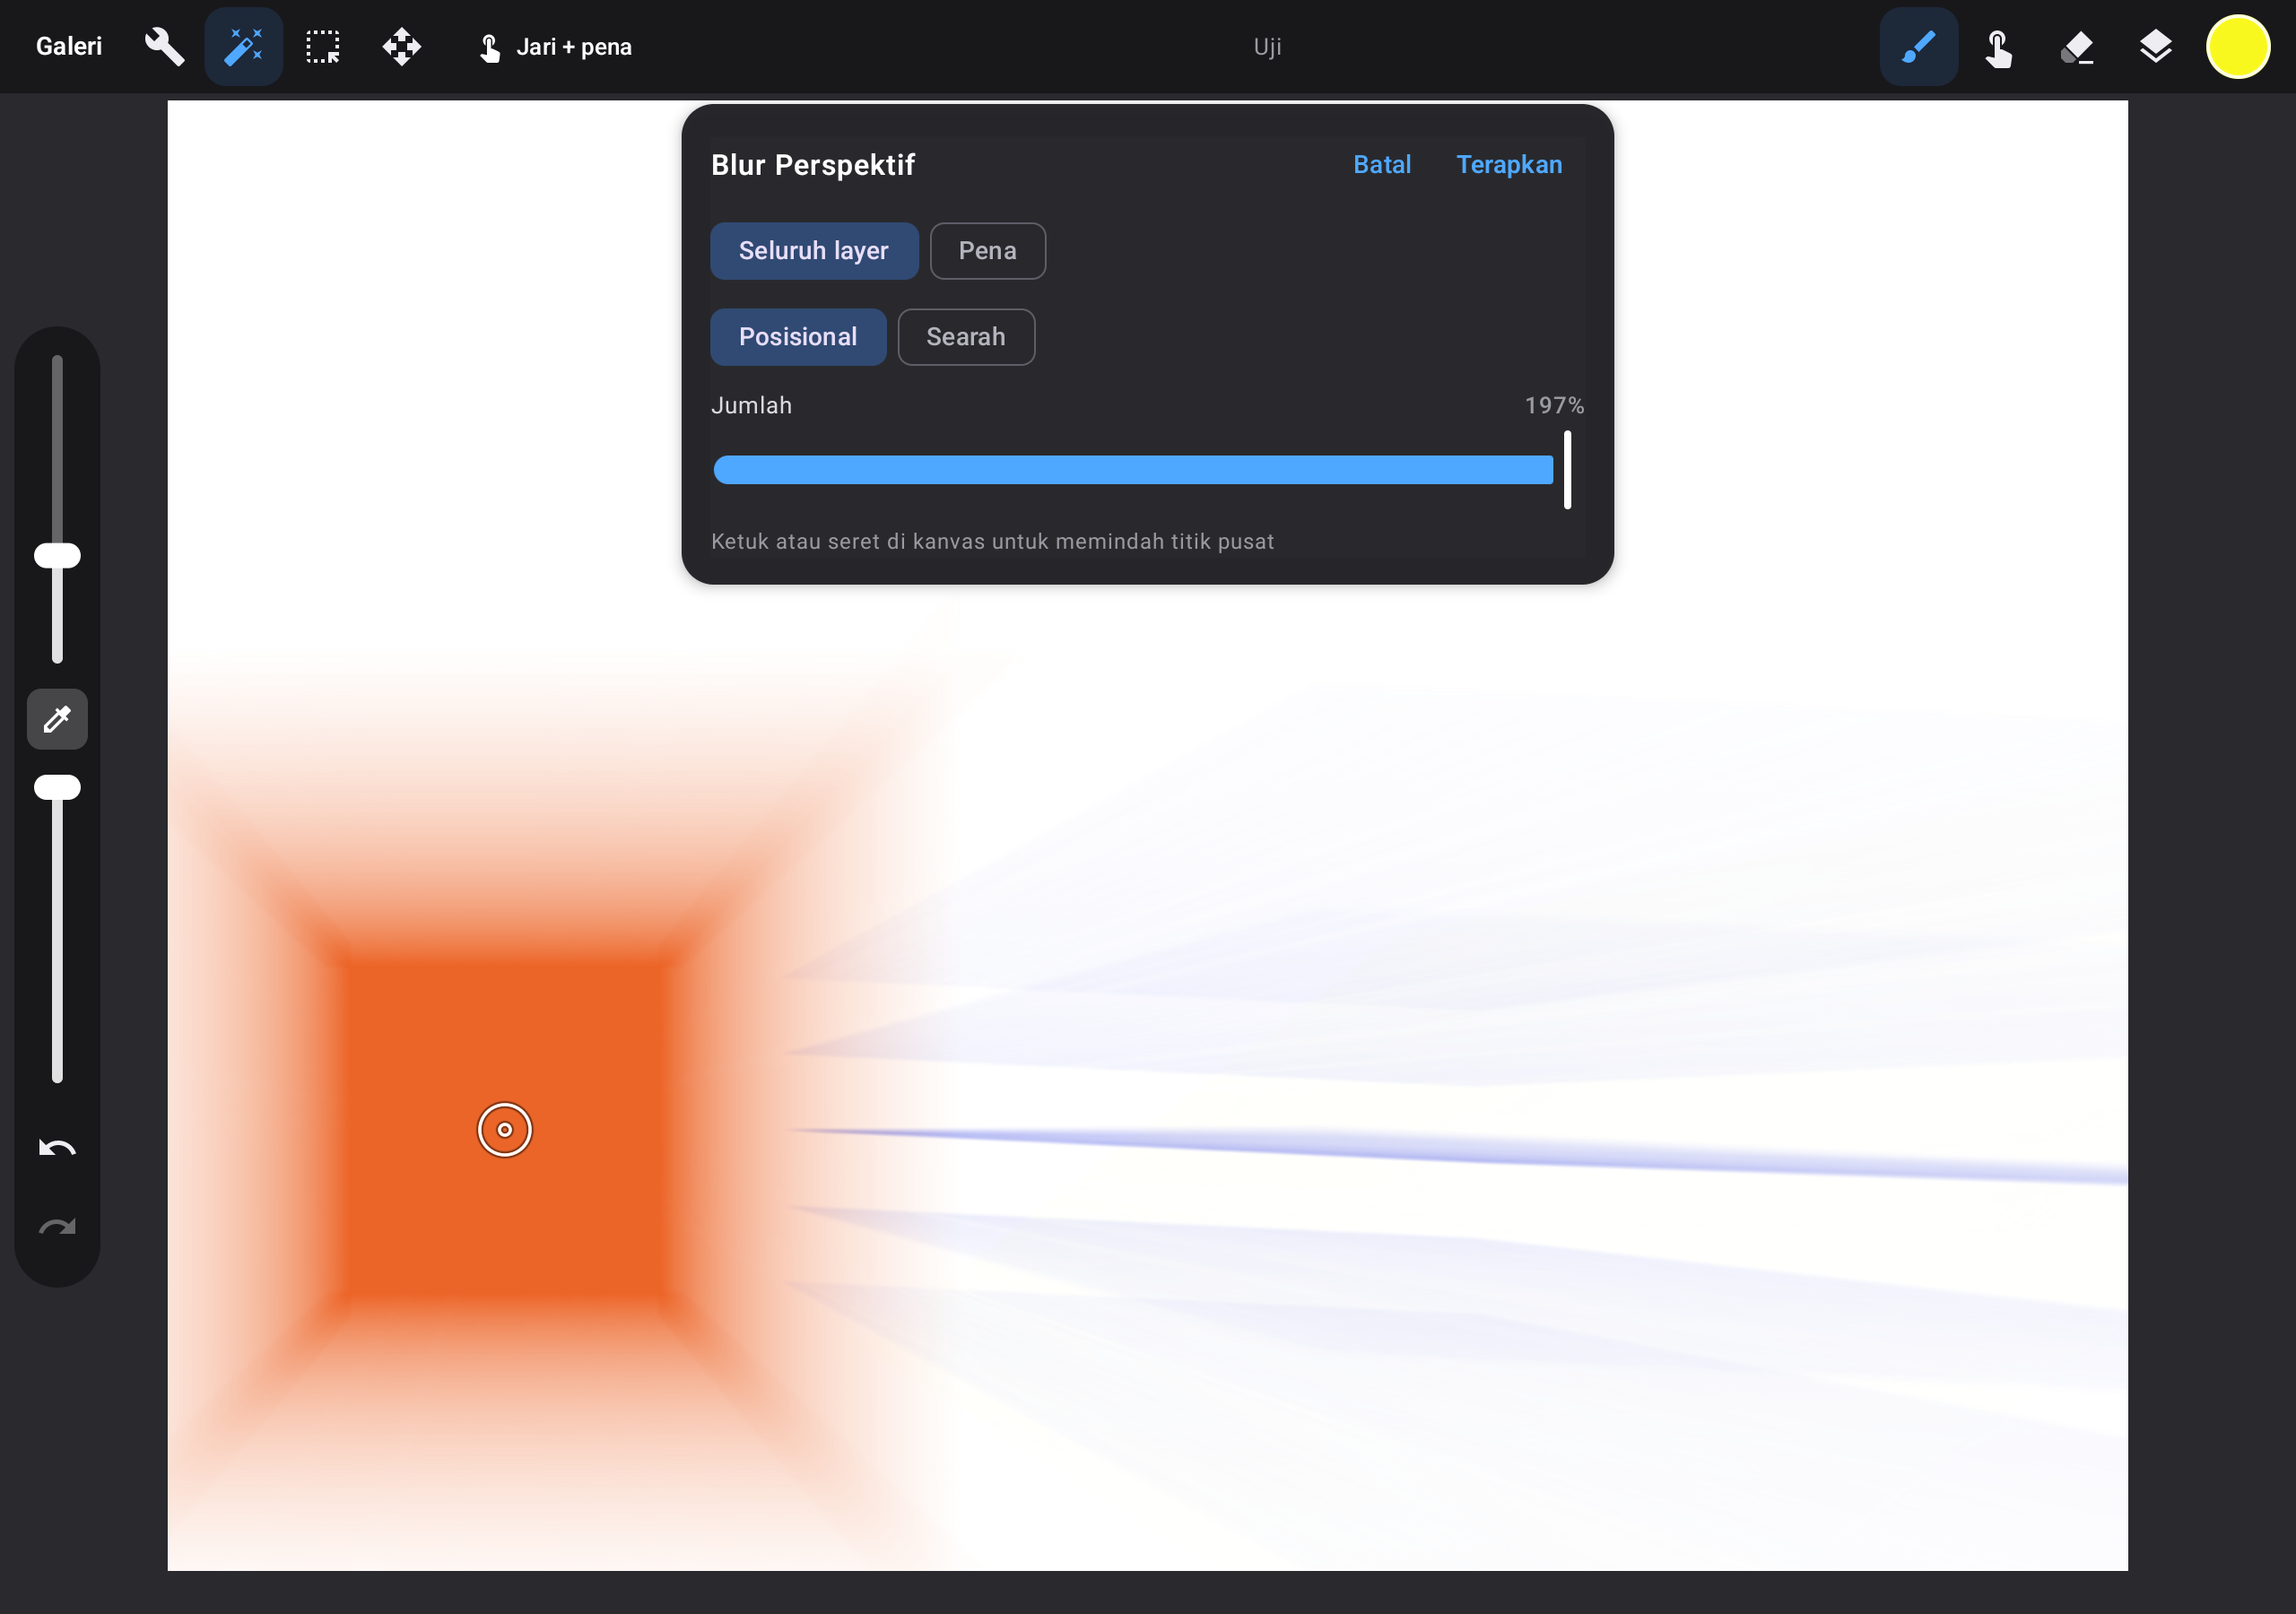 Galeri
Jari + pena
Uji
Blur Perspektif
Batal
Terapkan
Seluruh layer
Pena
Posisional
Searah
Jumlah
197%
Ketuk atau seret di kanvas untuk memindah titik pusat